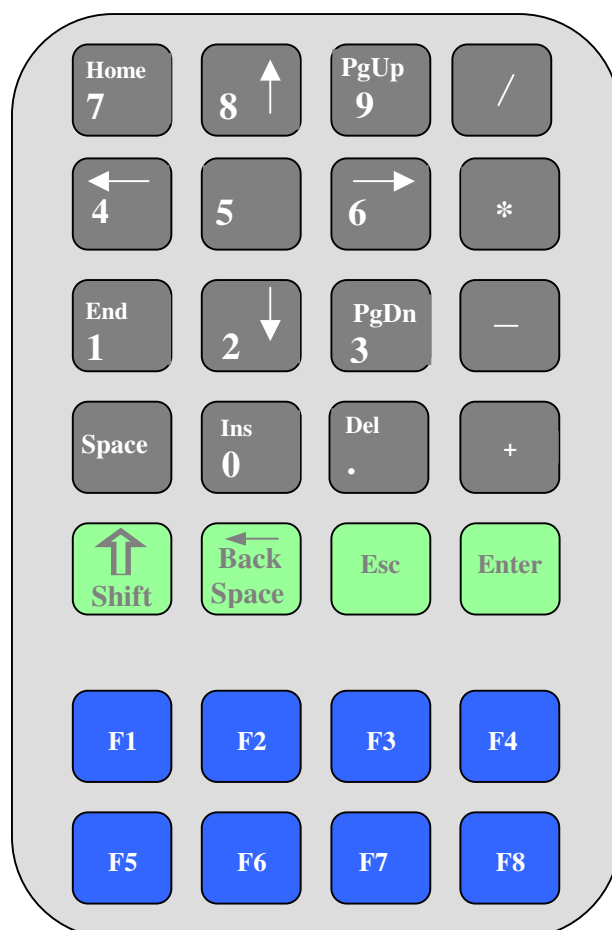 Home
7
8
PgUp
9
/
4
5
6
*
End
1
2
PgDn
3
—
Space
Ins
0
Del
.
+
Shift
Back
Space
Esc
Enter
F1
F2
F3
F4
F5
F6
F7
F8